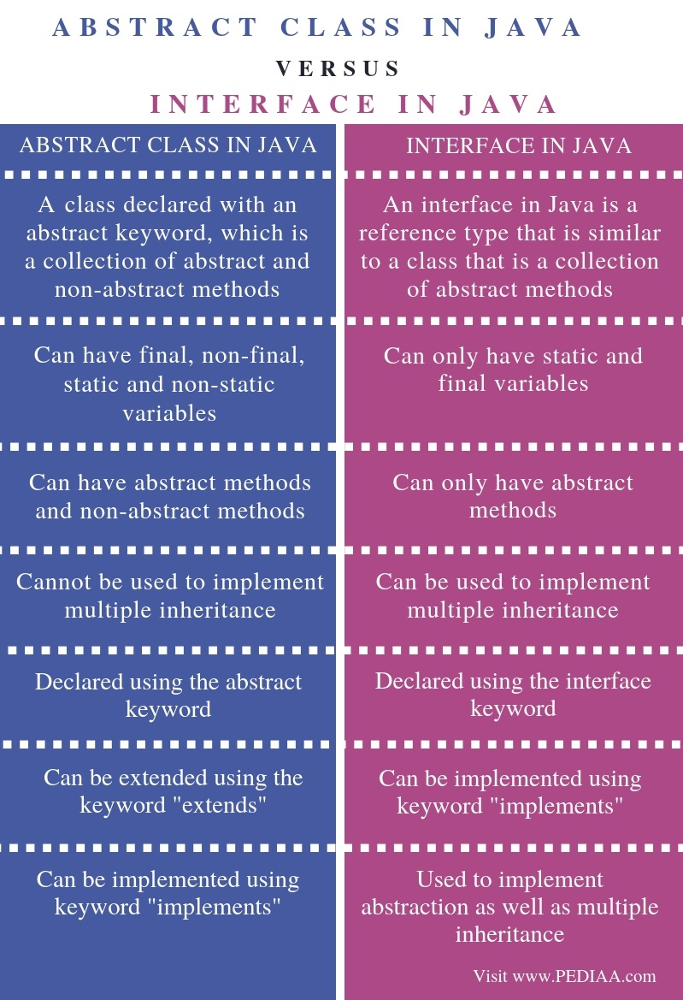 ABSTRACT CLASS IN JAVA
VERSUS
INTERFACE IN JAVA
ABSTRACT CLASS IN JAVA
INTERFACE IN JAVA
A class declared with an
abstract keyword, which is
a collection of abstract and
non-abstract methods
An interface in Java is a
reference type that is similar
to a class that is a collection
of abstract methods
Can have final, non-final,
static and non-static
variables
Can only have static and
final variables
Can have abstract methods
and non-abstract methods
Can only have abstract
methods
Cannot be used to implement
multiple inheritance
Can be used to implement
multiple inheritance
Declared using the abstract
keyword
Declared using the interface
keyword
Can be extended using the
keyword "extends"
Can be implemented using
keyword "implements"
Can be implemented using
keyword "implements"
Used to implement
abstraction as well as multiple
inheritance
Visit www.PEDIAA.com